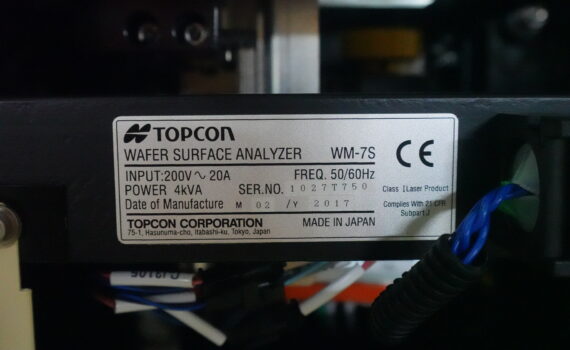 TOPCON
WAFER SURFACE ANALYZER WM-7S
CE
INPUT:200V～20A FREQ. 50/60Hz
POWER 4kVA SER.NO. 1027T750
Class I Laser Product
Date of Manufacture M 02 /Y 2017
Complies With 21 CFR
Subpart J
TOPCON CORPORATION MADE IN JAPAN
75-1, Hasunuma-cho, Itabashi-ku, Tokyo, Japan